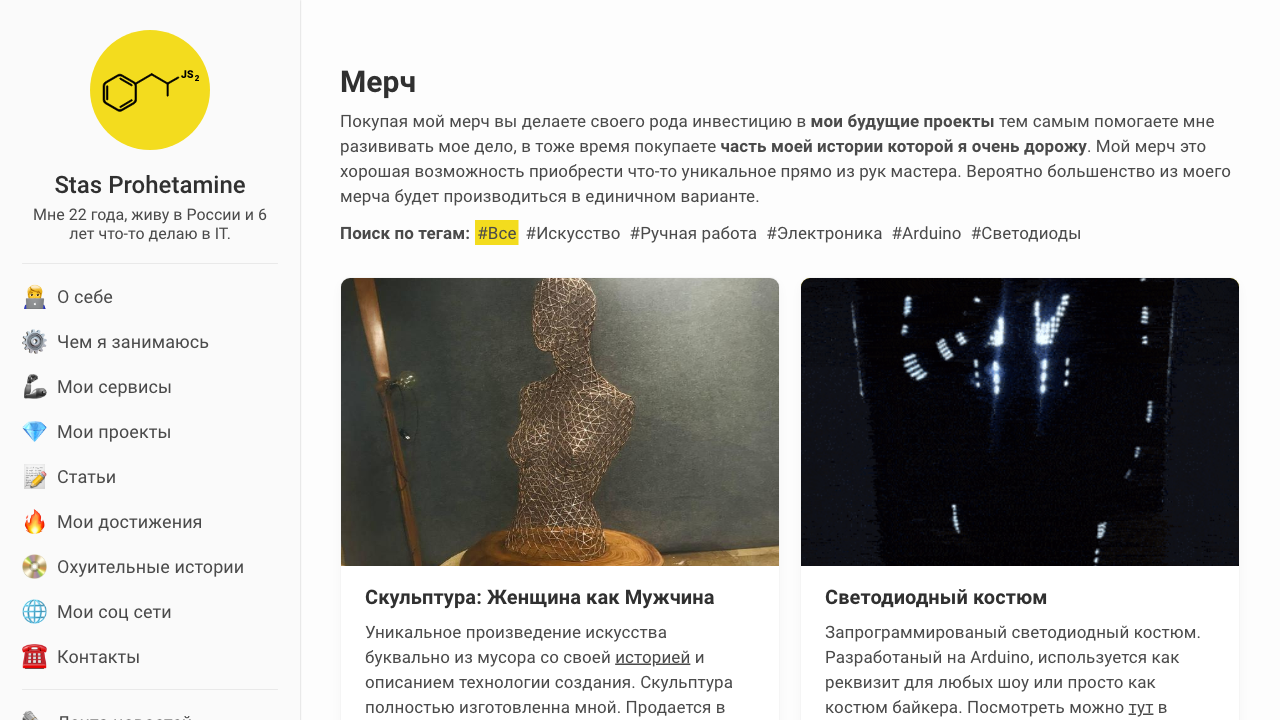 JS2
Stas Prohetamine
Мне 22 года, живу в России и 6
лет что-то делаю в IT.
О себе
Чем я занимаюсь
Мои сервисы
Мои проекты
Статьи
Мои достижения
Охуительные истории
Мои соц сети
Контакты
Мерч
Покупая мой мерч вы делаете своего рода инвестицию в мои будущие проекты тем самым помогаете мне
развививать мое дело, в тоже время покупаете часть моей истории которой я очень дорожу. Мой мерч это
хорошая возможность приобрести что-то уникальное прямо из рук мастера. Вероятно большенство из моего
мерча будет производиться в единичном варианте.
Поиск по тегам: #Все #Искусство #Ручная работа #Электроника #Arduino #Светодиоды
Скульптура: Женщина как Мужчина
Уникальное произведение искусства
буквально из мусора со своей историей и
описанием технологии создания. Скульптура
полностью изготовленна мной. Продается в
Светодиодный костюм
Запрограммированый светодиодный костюм.
Разработаный на Arduino, используется как
реквизит для любых шоу или просто как
костюм байкера. Посмотреть можно тут в